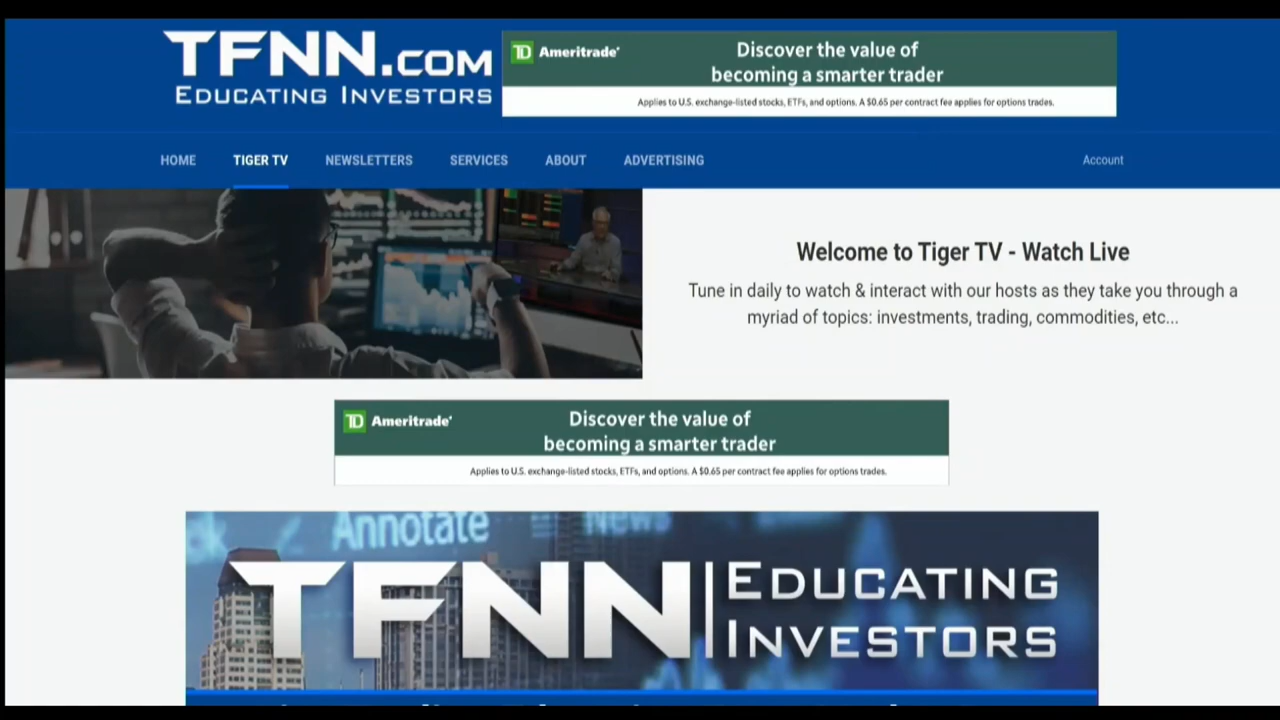 TFNN.COM
EDUCATING INVESTORS
TD Ameritrade
Discover the value of
becoming a smarter trader
Applies to U.S. exchange-listed stocks, ETFs, and options. A $0.65 per contract fee applies for options trades.
HOME TIGER TV NEWSLETTERS SERVICES ABOUT ADVERTISING Account
Welcome to Tiger TV - Watch Live
Tune in daily to watch & interact with our hosts as they take you through a
myriad of topics: investments, trading, commodities, etc...
TD Ameritrade
Discover the value of
becoming a smarter trader
Applies to U.S. exchange-listed stocks, ETFs, and options. A $0.65 per contract fee applies for options trades.
Annotate News
TFNN EDUCATING
INVESTORS